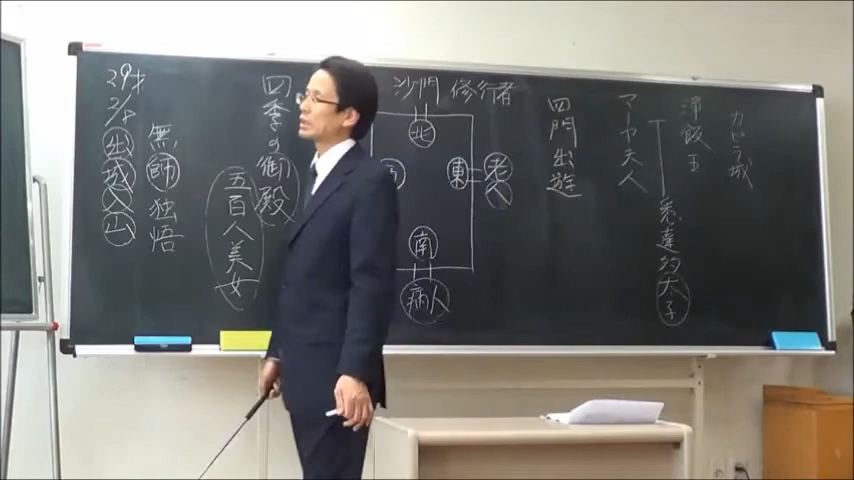 カピラ城
浄飯王
マーヤ夫人
悉達多太子
四門出遊
沙門 修行者
北
東
老人
南
病人
四季の御殿
五百人美女
無師独悟
29才
2/8
出城入山